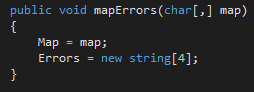 public void mapErrors(char[,] map)
{
    Map = map;
    Errors = new string[4];
}